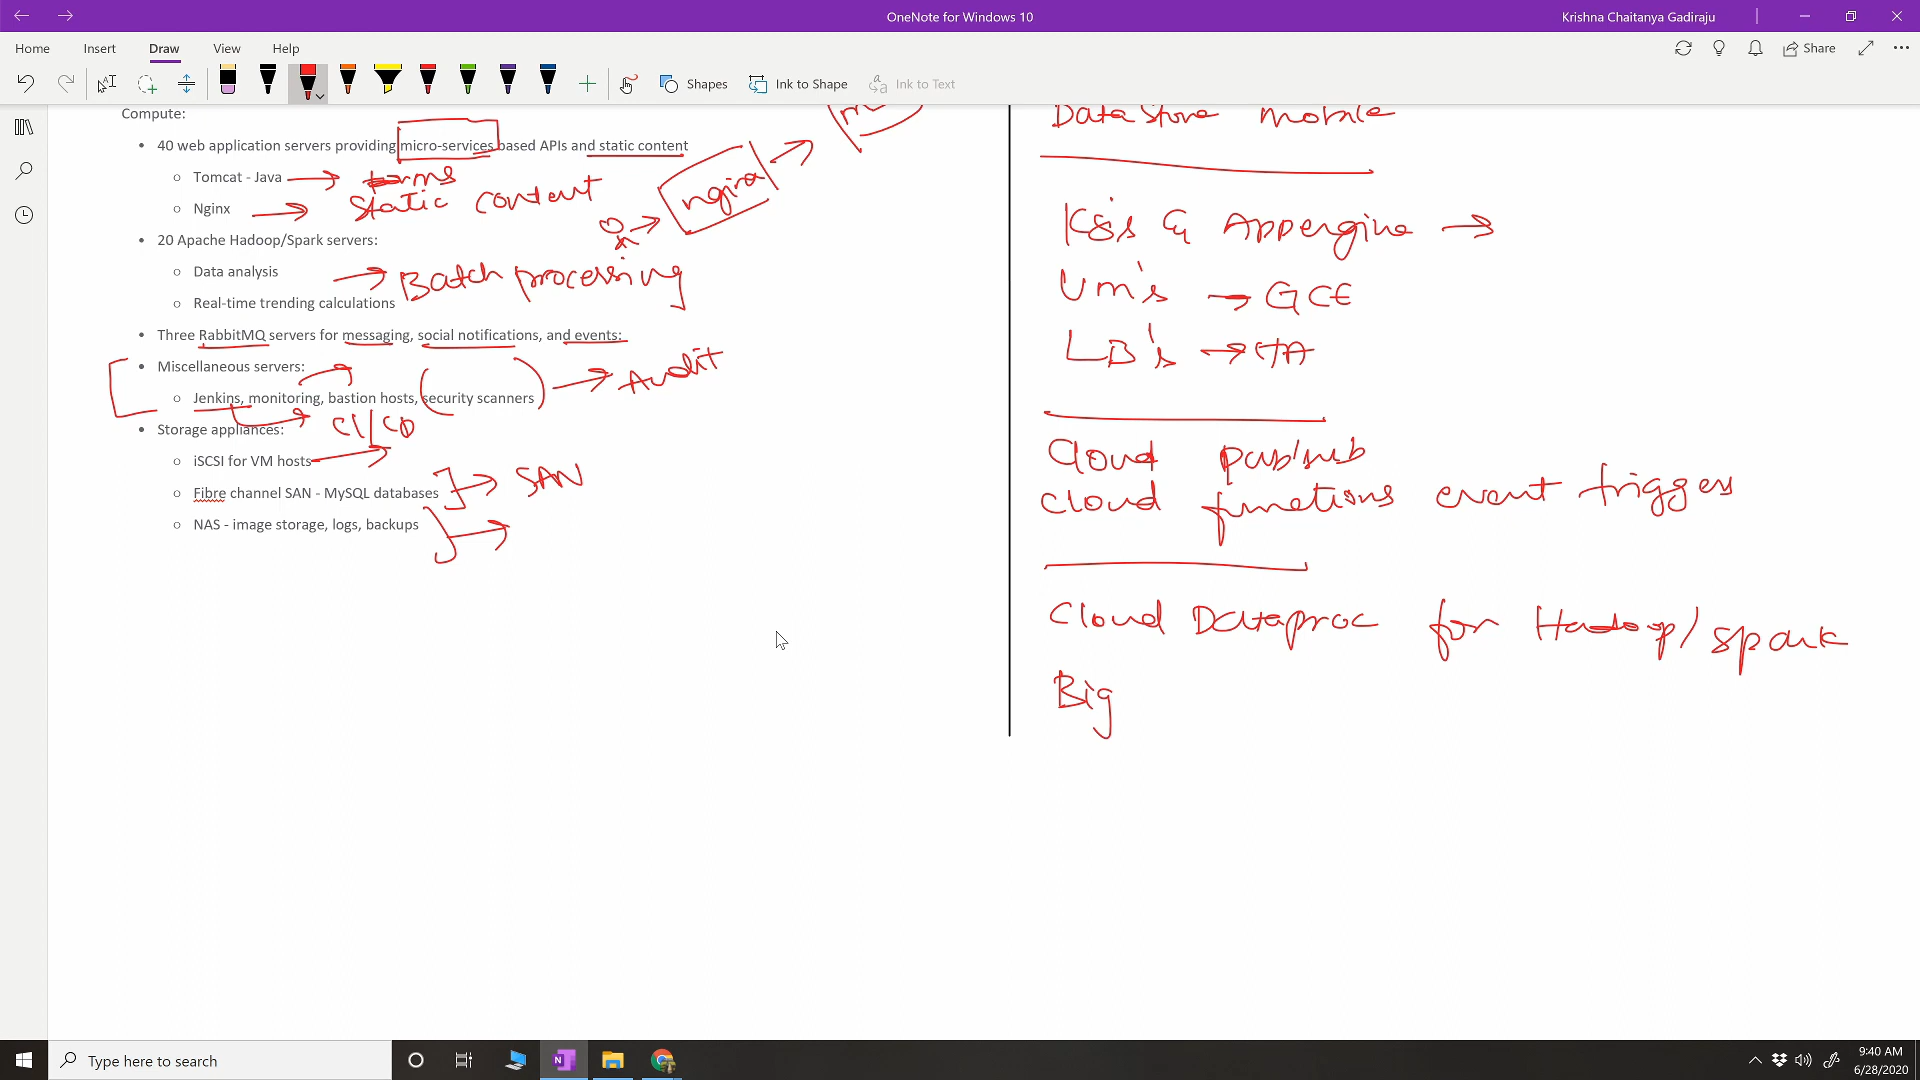 OneNote for Windows 10
Krishna Chaitanya Gadiraju
Home Insert Draw View Help
Share
Shapes Ink to Shape Ink to Text
Compute:
40 web application servers providing micro-services based APIs and static content
Tomcat - Java
Nginx
static content
nginx
20 Apache Hadoop/Spark servers:
Data analysis
Batch processing
Real-time trending calculations
Three RabbitMQ servers for messaging, social notifications, and events:
Miscellaneous servers:
Audit
Jenkins, monitoring, bastion hosts, security scanners
CI/CD
Storage appliances:
iSCSI for VM hosts
Fibre channel SAN - MySQL databases
SAN
NAS - image storage, logs, backups
DataStore mobile
K8's & Appengine
Vm's → GCE
LB's →
Cloud pub/sub
Cloud functions event triggers
Cloud Dataproc for Hadoop/spark
Big
Type here to search
9:40 AM
6/28/2020